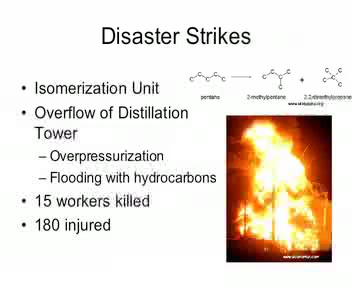 Disaster Strikes
• Isomerization Unit
• Overflow of Distillation
Tower
– Overpressurization
– Flooding with hydrocarbons
• 15 workers killed
• 180 injured
pentane
2-methylpentane
+